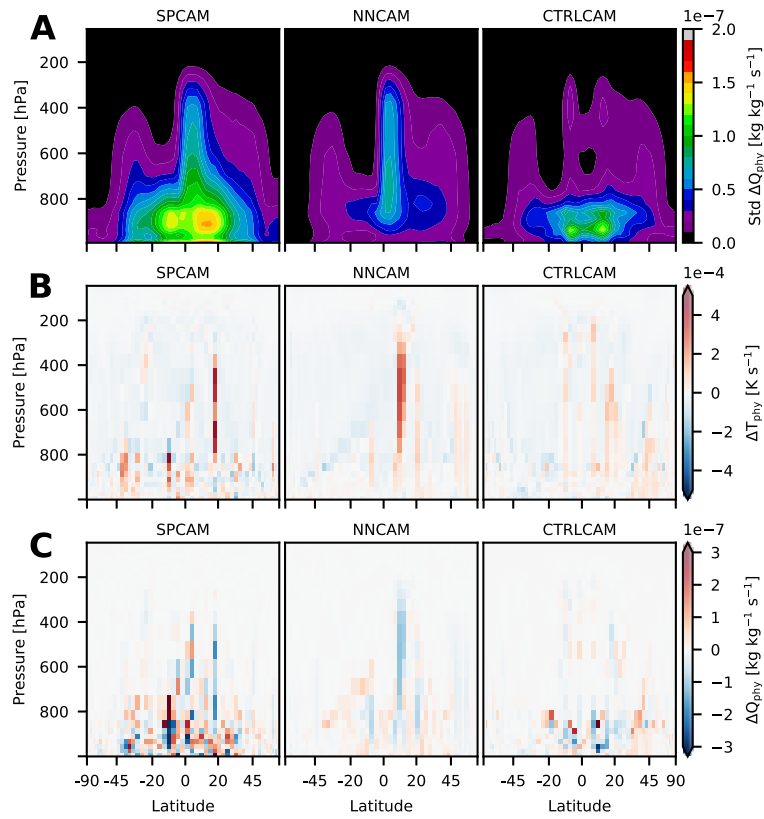 A
SPCAM
NNCAM
CTRLCAM
1e−7
Pressure [hPa]
200
400
600
800
2.0
1.5
1.0
0.5
0.0
Std ΔQphy [kg kg⁻¹ s⁻¹]
B
SPCAM
NNCAM
CTRLCAM
1e−4
Pressure [hPa]
200
400
600
800
4
2
0
−2
−4
ΔTphy [K s⁻¹]
C
SPCAM
NNCAM
CTRLCAM
1e−7
Pressure [hPa]
200
400
600
800
3
2
1
0
−1
−2
−3
ΔQphy [kg kg⁻¹ s⁻¹]
-90 -45 -20 0 20 45
-45 -20 0 20 45
-45 -20 0 20 45 90
Latitude
Latitude
Latitude